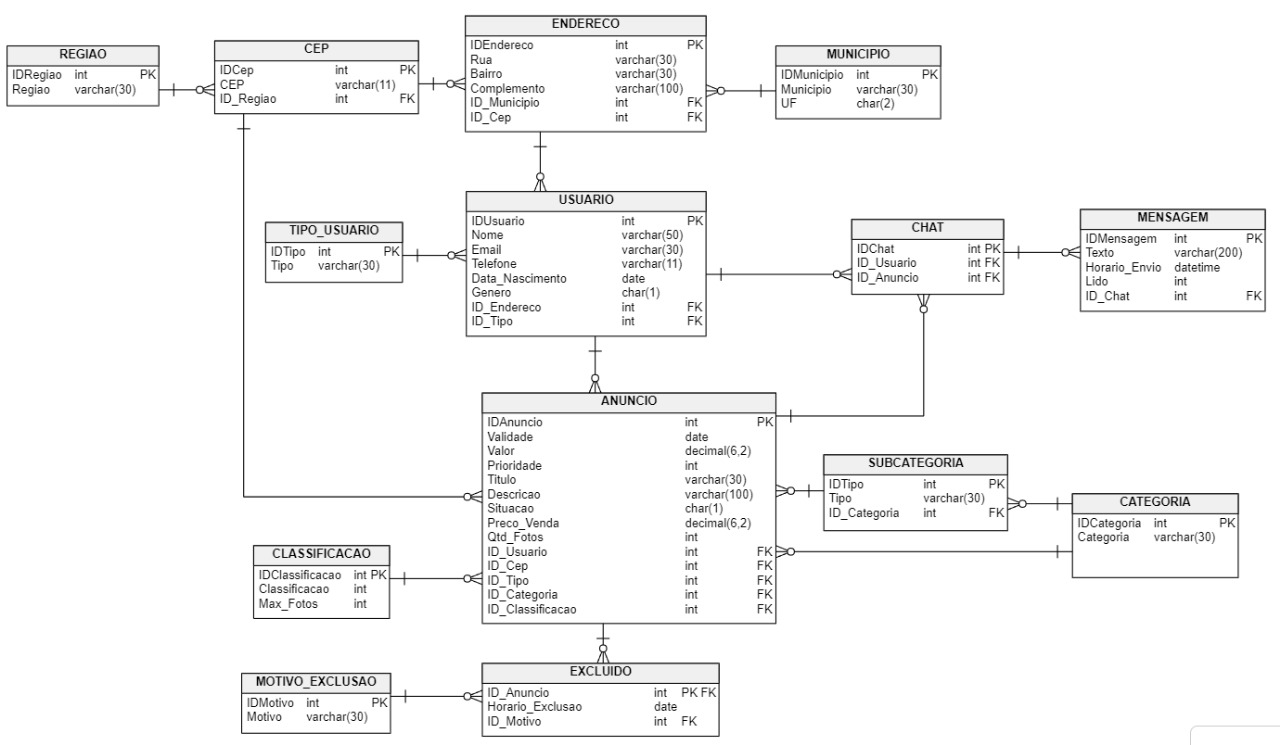 REGIAO
IDRegiao int PK
Regiao varchar(30)
CEP
IDCep int PK
CEP varchar(11)
ID_Regiao int FK
ENDERECO
IDEndereco int PK
Rua varchar(30)
Bairro varchar(30)
Complemento varchar(100)
ID_Municipio int FK
ID_Cep int FK
MUNICIPIO
IDMunicipio int PK
Municipio varchar(30)
UF char(2)
TIPO_USUARIO
IDTipo int PK
Tipo varchar(30)
USUARIO
IDUsuario int PK
Nome varchar(50)
Email varchar(30)
Telefone varchar(11)
Data_Nascimento date
Genero char(1)
ID_Endereco int FK
ID_Tipo int FK
CHAT
IDChat int PK
ID_Usuario int FK
ID_Anuncio int FK
MENSAGEM
IDMensagem int PK
Texto varchar(200)
Horario_Envio datetime
Lido int
ID_Chat int FK
ANUNCIO
IDAnuncio int PK
Validade date
Valor decimal(6,2)
Prioridade int
Titulo varchar(30)
Descricao varchar(100)
Situacao char(1)
Preco_Venda decimal(6,2)
Qtd_Fotos int
ID_Usuario int FK
ID_Cep int FK
ID_Tipo int FK
ID_Categoria int FK
ID_Classificacao int FK
SUBCATEGORIA
IDTipo int PK
Tipo varchar(30)
ID_Categoria int FK
CATEGORIA
IDCategoria int PK
Categoria varchar(30)
CLASSIFICACAO
IDClassificacao int PK
Classificacao int
Max_Fotos int
MOTIVO_EXCLUSAO
IDMotivo int PK
Motivo varchar(30)
EXCLUIDO
ID_Anuncio int PK FK
Horario_Exclusao date
ID_Motivo int FK